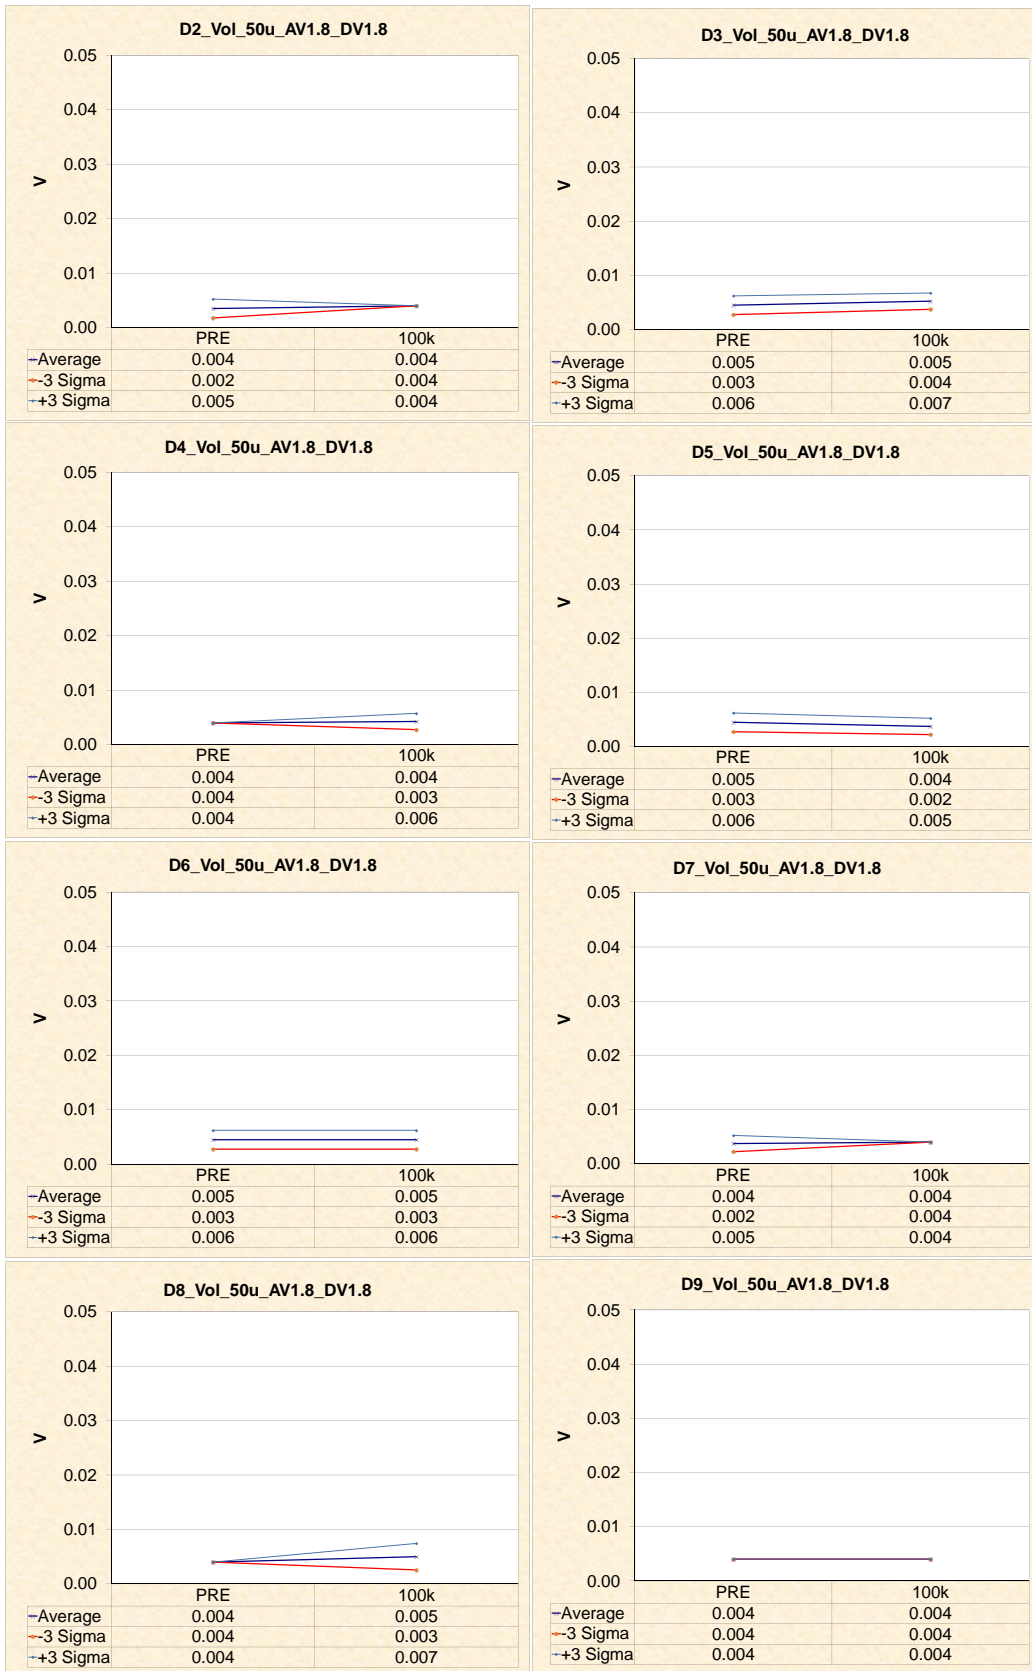 D2_Vol_50u_AV1.8_DV1.8
0.05
0.04
0.03
0.02
0.01
0.00
V
PRE 100k
Average 0.004 0.004
-3 Sigma 0.002 0.004
+3 Sigma 0.005 0.004
D3_Vol_50u_AV1.8_DV1.8
0.05
0.04
0.03
0.02
0.01
0.00
V
PRE 100k
Average 0.005 0.005
-3 Sigma 0.003 0.004
+3 Sigma 0.006 0.007
D4_Vol_50u_AV1.8_DV1.8
0.05
0.04
0.03
0.02
0.01
0.00
V
PRE 100k
Average 0.004 0.004
-3 Sigma 0.004 0.003
+3 Sigma 0.004 0.006
D5_Vol_50u_AV1.8_DV1.8
0.05
0.04
0.03
0.02
0.01
0.00
V
PRE 100k
Average 0.005 0.004
-3 Sigma 0.003 0.002
+3 Sigma 0.006 0.005
D6_Vol_50u_AV1.8_DV1.8
0.05
0.04
0.03
0.02
0.01
0.00
V
PRE 100k
Average 0.005 0.005
-3 Sigma 0.003 0.003
+3 Sigma 0.006 0.006
D7_Vol_50u_AV1.8_DV1.8
0.05
0.04
0.03
0.02
0.01
0.00
V
PRE 100k
Average 0.004 0.004
-3 Sigma 0.002 0.004
+3 Sigma 0.005 0.004
D8_Vol_50u_AV1.8_DV1.8
0.05
0.04
0.03
0.02
0.01
0.00
V
PRE 100k
Average 0.004 0.005
-3 Sigma 0.004 0.003
+3 Sigma 0.004 0.007
D9_Vol_50u_AV1.8_DV1.8
0.05
0.04
0.03
0.02
0.01
0.00
V
PRE 100k
Average 0.004 0.004
-3 Sigma 0.004 0.004
+3 Sigma 0.004 0.004